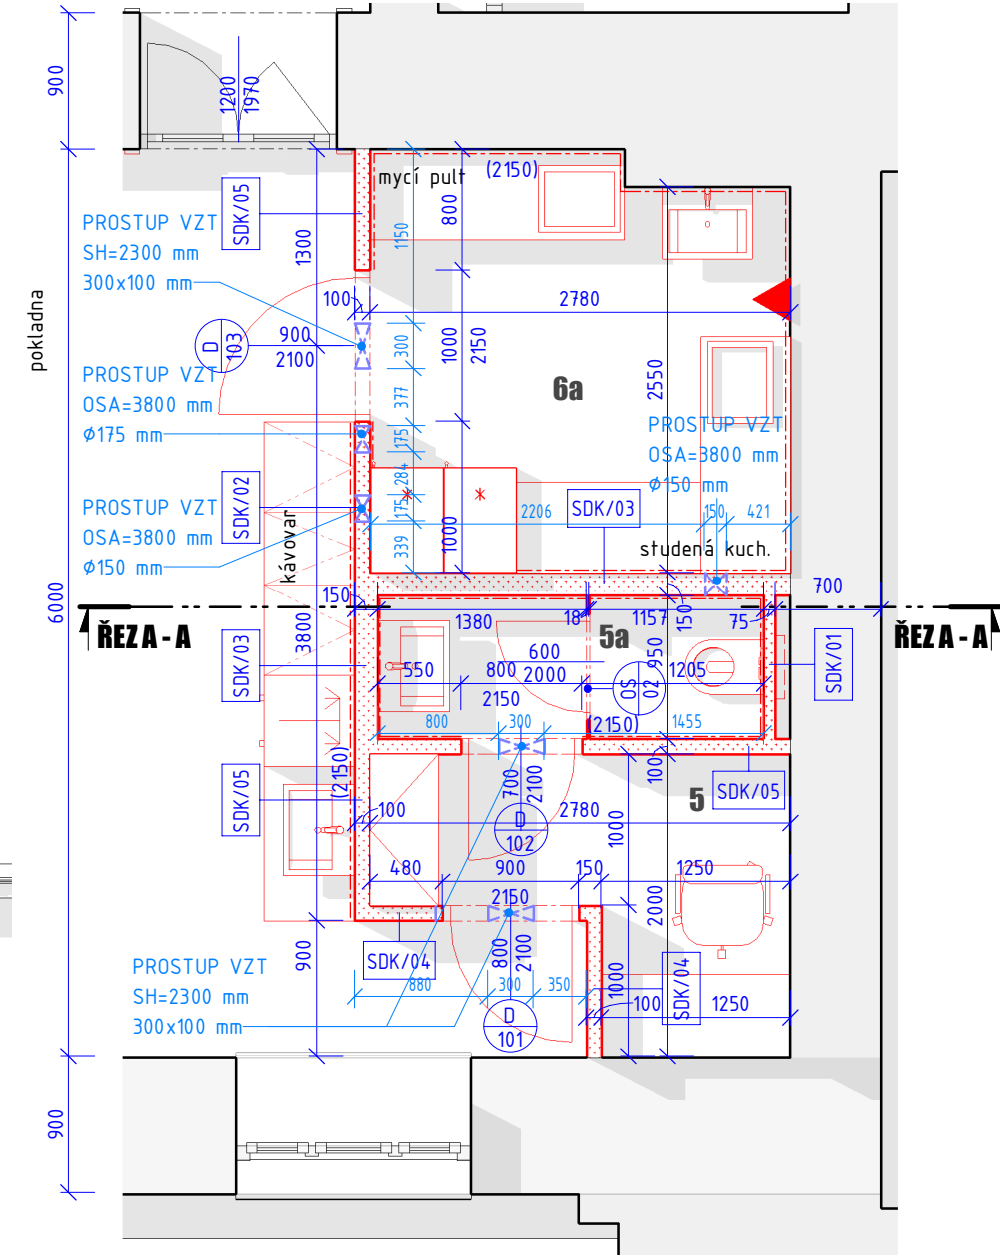 900
1200
1970
mycí pult
(2150)
SDK/05
PROSTUP VZT
SH=2300 mm
300x100 mm
1300
800
1150
pokladna
100
2780
D
103
900
2100
300
1000
2150
2550
6a
PROSTUP VZT
OSA=3800 mm
φ175 mm
377
175
PROSTUP VZT
OSA=3800 mm
φ150 mm
SDK/02
284
SDK/03
2206
150
421
PROSTUP VZT
OSA=3800 mm
φ150 mm
kávovar
175
339
1000
studená kuch.
6000
150
700
ŘEZ A - A
1380
18
1157
150
75
ŘEZ A - A
3800
5a
SDK/03
600
950
SDK/01
550
800
2000
1205
OS
02
2150
800
300
(2150)
1455
(2150)
100
SDK/05
700
2100
5
SDK/05
100
2780
1000
D
102
480
900
150
1250
2150
2000
SDK/04
800
2100
900
PROSTUP VZT
SH=2300 mm
300x100 mm
880
300
350
1000
SDK/04
100
1250
D
101
900